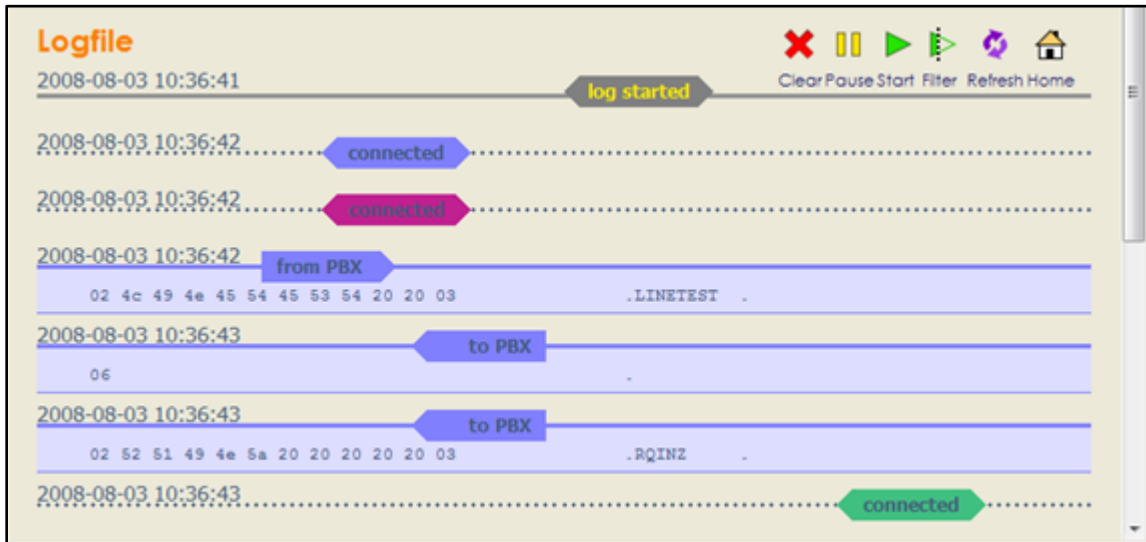 Logfile
Clear Pause Start Filter Refresh Home
2008-08-03 10:36:41 log started
2008-08-03 10:36:42 connected
2008-08-03 10:36:42 connected
2008-08-03 10:36:42 from PBX
02 4c 49 4e 45 54 45 53 54 20 20 03 .LINETEST .
2008-08-03 10:36:43 to PBX
06 .
2008-08-03 10:36:43 to PBX
02 52 51 49 4e 5a 20 20 20 20 20 03 .RQINZ .
2008-08-03 10:36:43 connected